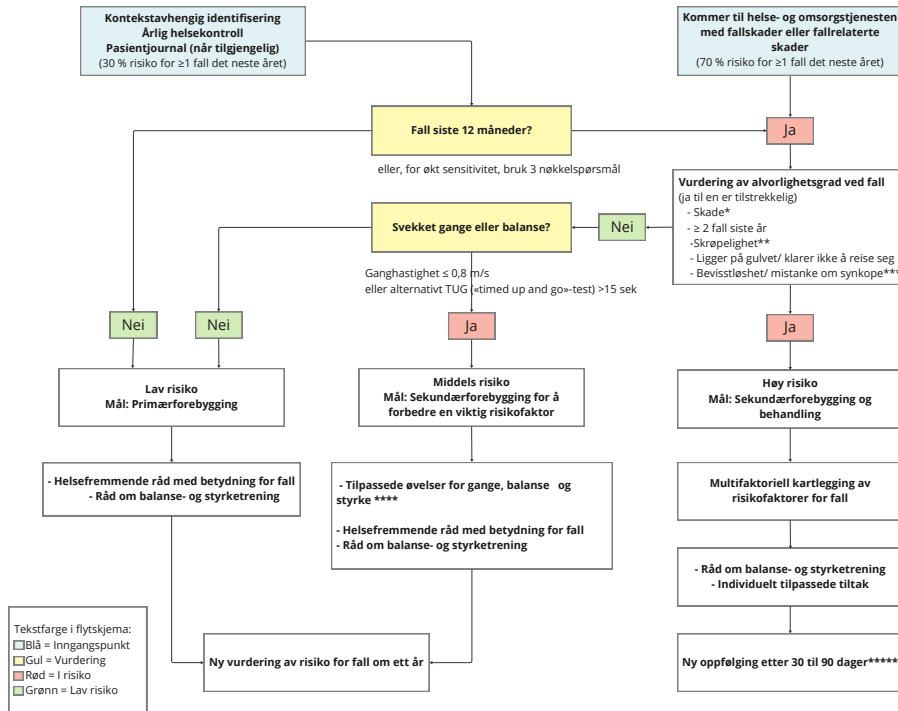 Kontekstavhengig identifisering
Årlig helsekontroll
Pasientjournal (når tilgjengelig)
(30 % risiko for ≥1 fall det neste året)
Kommer til helse- og omsorgstjenesten
med fallskader eller fallrelaterte
skader
(70 % risiko for ≥1 fall det neste året)
Fall siste 12 måneder?
Ja
eller, for økt sensitivitet, bruk 3 nøkkelspørsmål
Vurdering av alvorlighetsgrad ved fall
(ja til en er tilstrekkelig)
- Skade*
- ≥ 2 fall siste år
-Skrøpelighet**
- Ligger på gulvet/ klarer ikke å reise seg
- Bevisstløshet/ mistanke om synkope***
Svekket gange eller balanse?
Nei
Ganghastighet ≤ 0,8 m/s
eller alternativt TUG («timed up and go»-test) >15 sek
Nei
Nei
Ja
Ja
Lav risiko
Mål: Primærforebygging
Middels risiko
Mål: Sekundærforebygging for å
forbedre en viktig risikofaktor
Høy risiko
Mål: Sekundærforebygging og
behandling
- Helsefremmende råd med betydning for fall
- Råd om balanse- og styrketrening
- Tilpassede øvelser for gange, balanse og
styrke ****
- Helsefremmende råd med betydning for fall
- Råd om balanse- og styrketrening
Multifaktoriell kartlegging av
risikofaktorer for fall
- Råd om balanse- og styrketrening
- Individuelt tilpassede tiltak
Tekstfarge i flytskjema:
Blå = Inngangspunkt
Gul = Vurdering
Rød = I risiko
Grønn = Lav risiko
Ny vurdering av risiko for fall om ett år
Ny oppfølging etter 30 til 90 dager*****